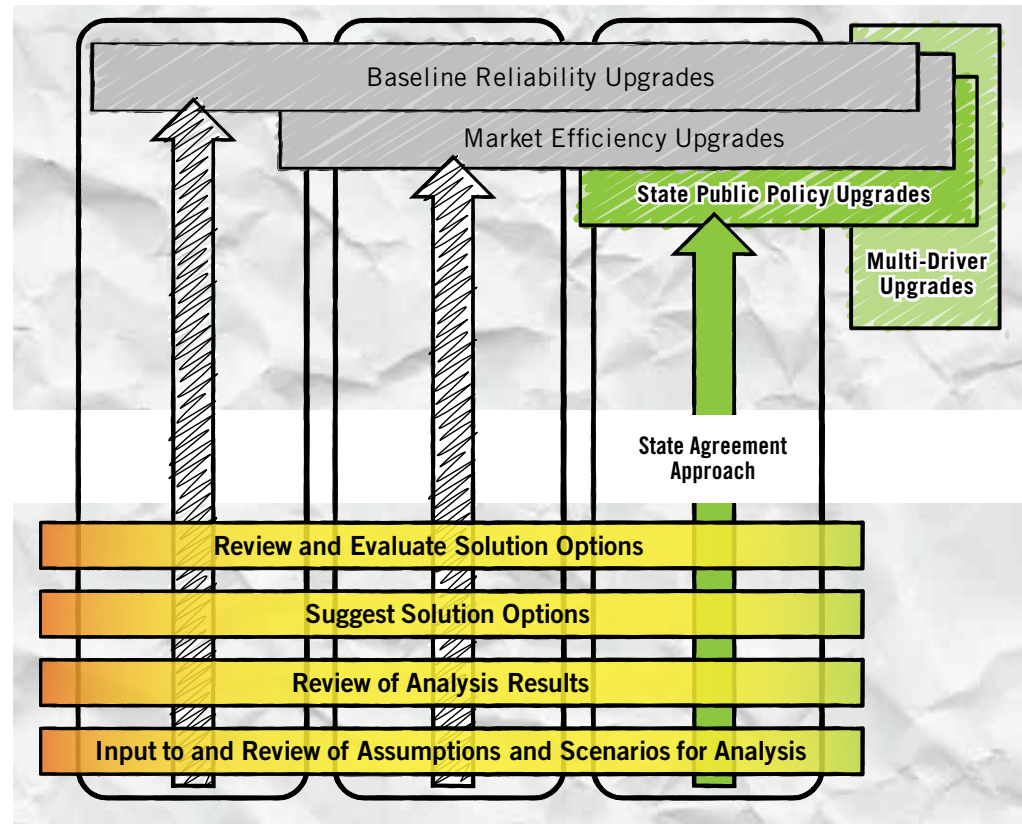 Baseline Reliability Upgrades
Market Efficiency Upgrades
State Public Policy Upgrades
Multi-Driver
Upgrades
State Agreement
Approach
Review and Evaluate Solution Options
Suggest Solution Options
Review of Analysis Results
Input to and Review of Assumptions and Scenarios for Analysis